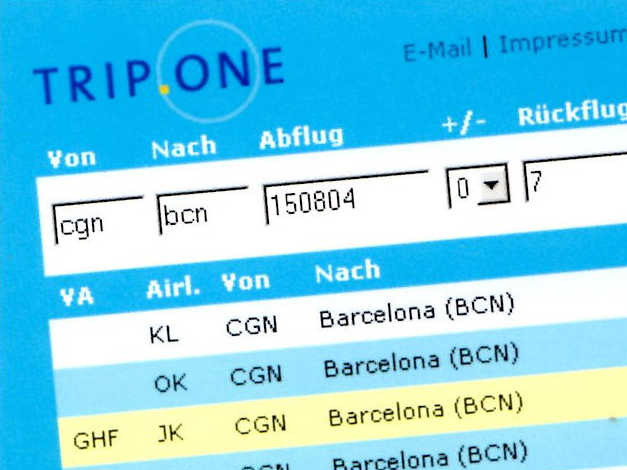 TRIP.ONE
E-Mail | Impressum
Von Nach Abflug +/- Rückflug
cgn bcn 150804 0 7
VA Airl. Von Nach
KL CGN Barcelona (BCN)
OK CGN Barcelona (BCN)
GHF JK CGN Barcelona (BCN)
CGN Barcelona (BCN)